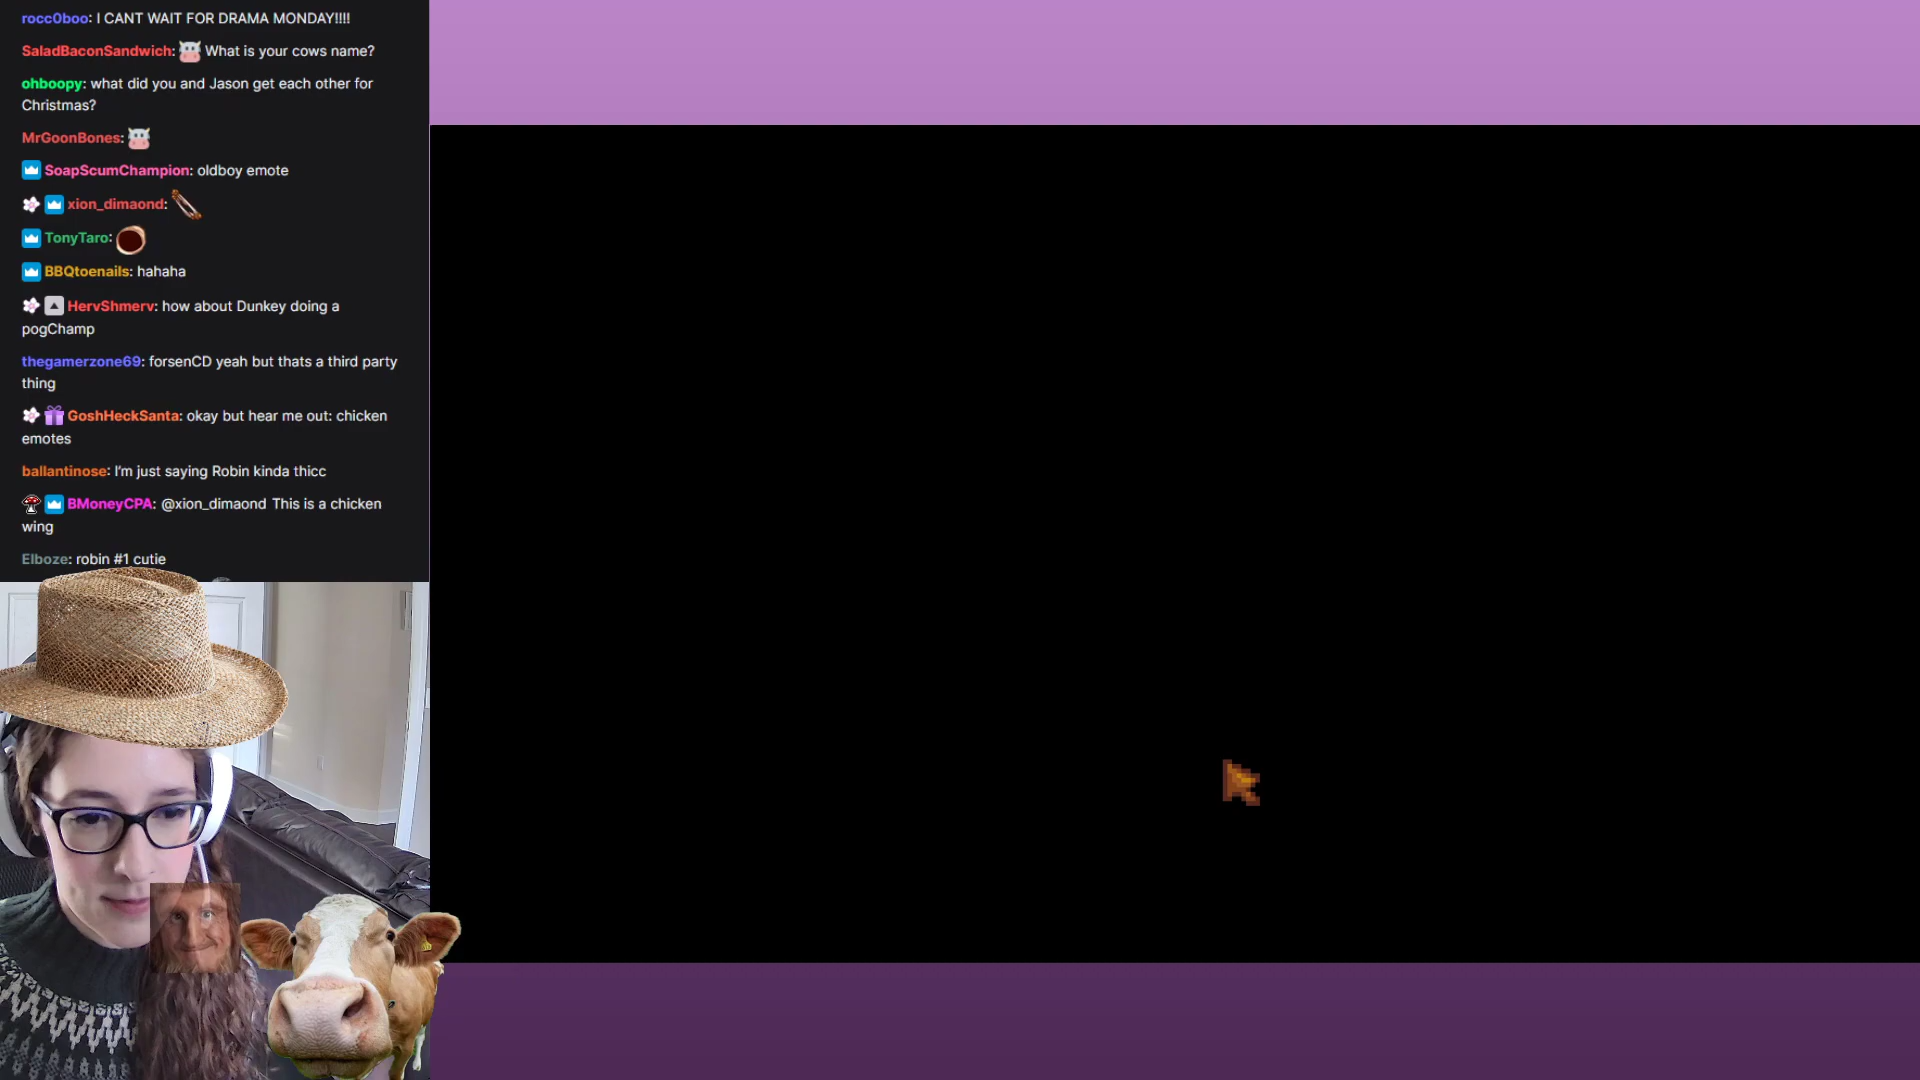 rocc0boo: I CANT WAIT FOR DRAMA MONDAY!!!!
SaladBaconSandwich: What is your cows name?
ohboopy: what did you and Jason get each other for
Christmas?
MrGoonBones:
SoapScumChampion: oldboy emote
xion_dimaond:
TonyTaro:
BBQtoenails: hahaha
HervShmerv: how about Dunkey doing a
pogChamp
thegamerzone69: forsenCD yeah but thats a third party
thing
GoshHeckSanta: okay but hear me out: chicken
emotes
ballantinose: I'm just saying Robin kinda thicc
BMoneyCPA: @xion_dimaond This is a chicken
wing
Elboze: robin #1 cutie